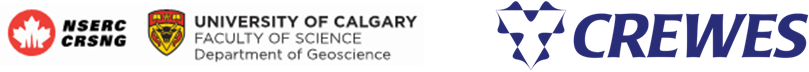 NSERC
CRSNG
UNIVERSITY OF CALGARY
FACULTY OF SCIENCE
Department of Geoscience
CREWES